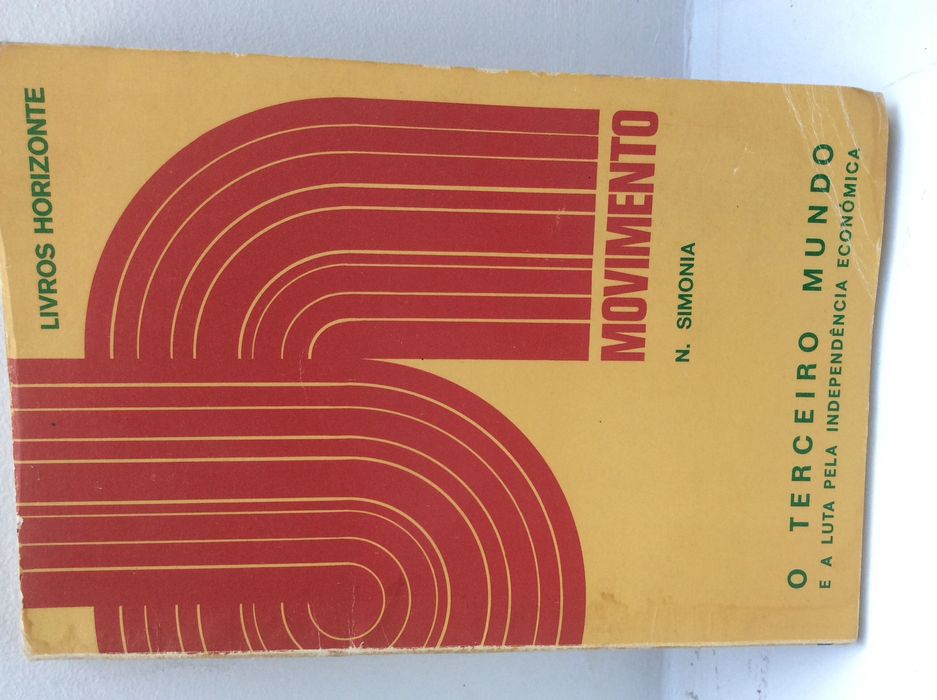 LIVROS HORIZONTE
MOVIMENTO
N. SIMONIA
O TERCEIRO MUNDO
E A LUTA PELA INDEPENDÊNCIA ECONÓMICA